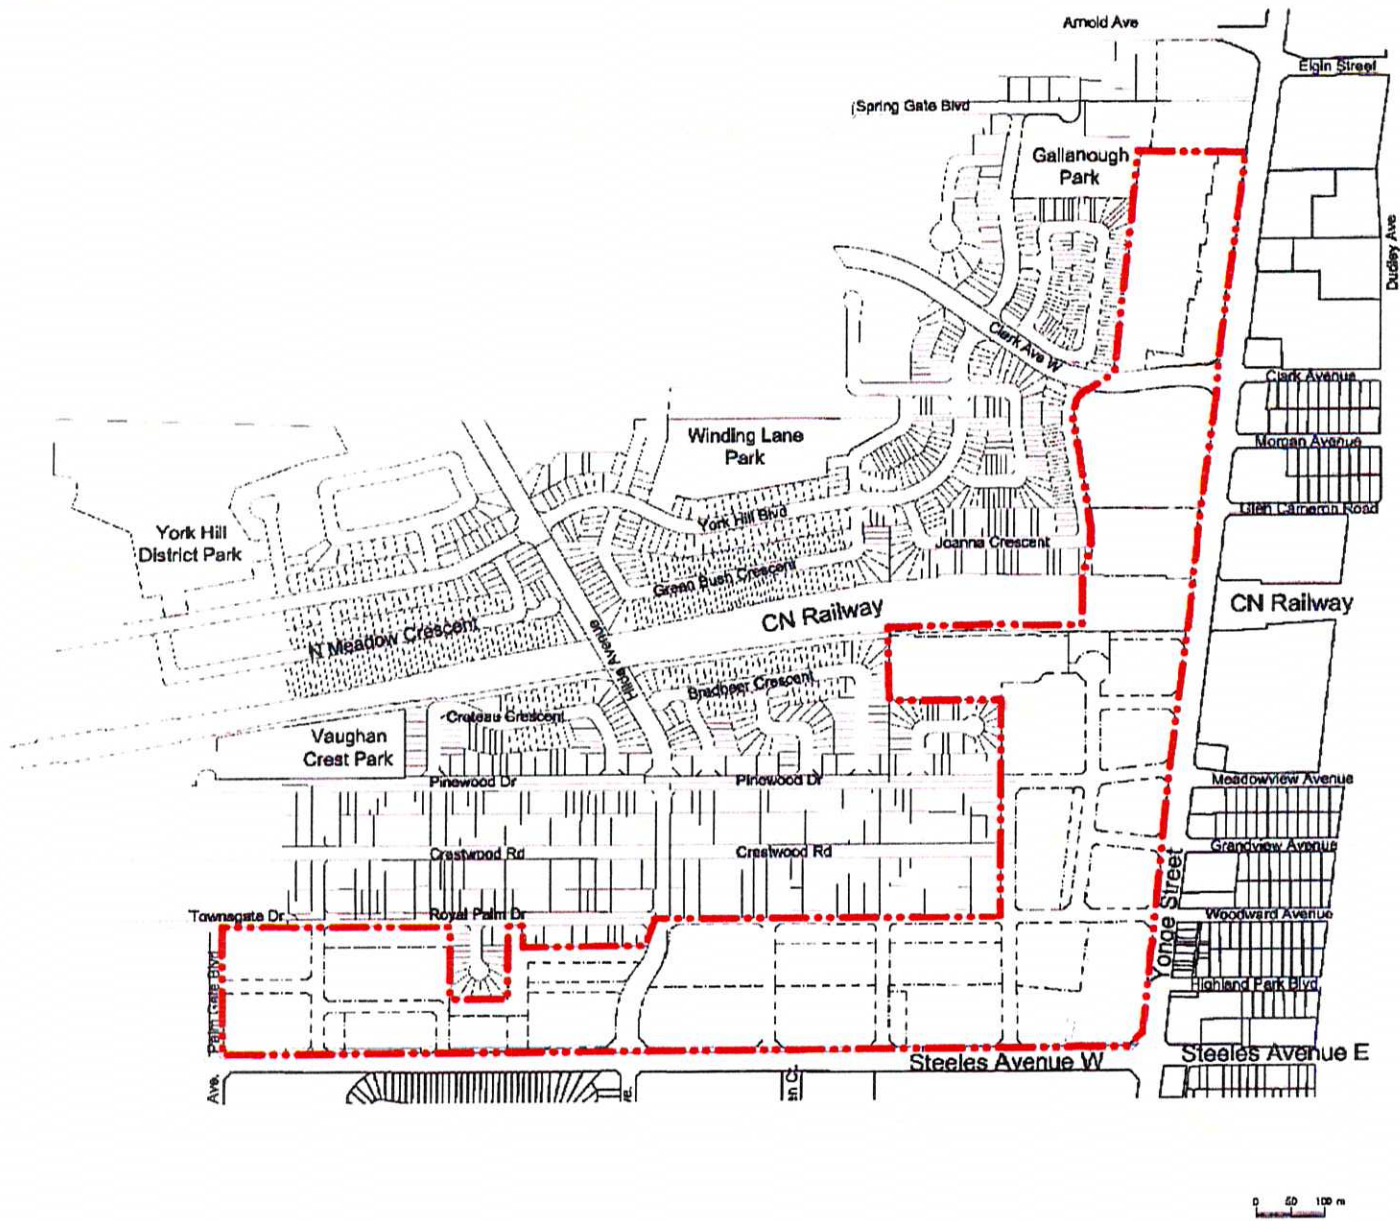 Arnold Ave
Elgin Street
Spring Gate Blvd
Gallanough
Park
Dudley Ave
Clark Ave W
Clark Avenue
Winding Lane
Park
Morgan Avenue
Glen Cameron Road
York Hill Blvd
York Hill
District Park
Joanna Crescent
Green Bush Crescent
CN Railway
CN Railway
N Meadow Crescent
Hilda Avenue
Bradbeer Crescent
Croteau Crescent
Vaughan
Crest Park
Pinewood Dr
Pinewood Dr
Meadowview Avenue
Crestwood Rd
Crestwood Rd
Grandview Avenue
Yonge Street
Townsgate Dr
Royal Palm Dr
Woodward Avenue
Palm Gate Blvd
Highland Park Blvd
Steeles Avenue W
Steeles Avenue E
Ave.
ve.
en Ct.
0 50 100 m